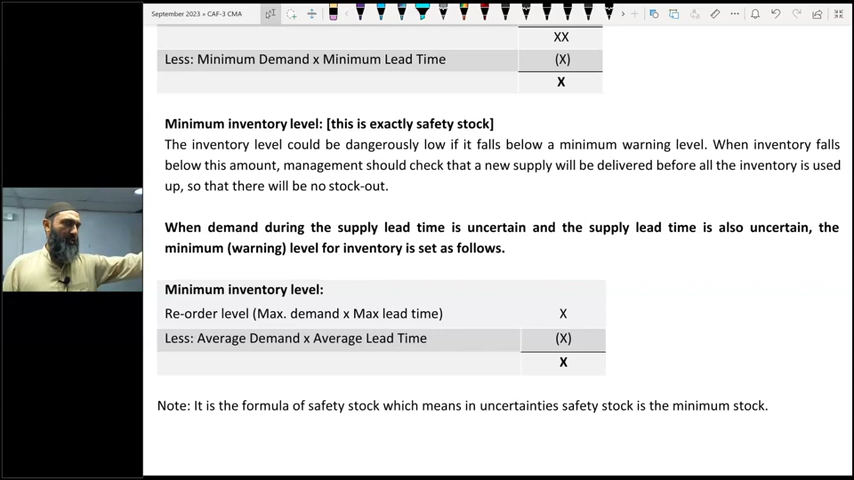 September 2023 » CAF-3 CMA
XX
Less: Minimum Demand x Minimum Lead Time (X)
X
Minimum inventory level: [this is exactly safety stock]
The inventory level could be dangerously low if it falls below a minimum warning level. When inventory falls
below this amount, management should check that a new supply will be delivered before all the inventory is used
up, so that there will be no stock-out.
When demand during the supply lead time is uncertain and the supply lead time is also uncertain, the
minimum (warning) level for inventory is set as follows.
Minimum inventory level:
Re-order level (Max. demand x Max lead time) X
Less: Average Demand x Average Lead Time (X)
X
Note: It is the formula of safety stock which means in uncertainties safety stock is the minimum stock.